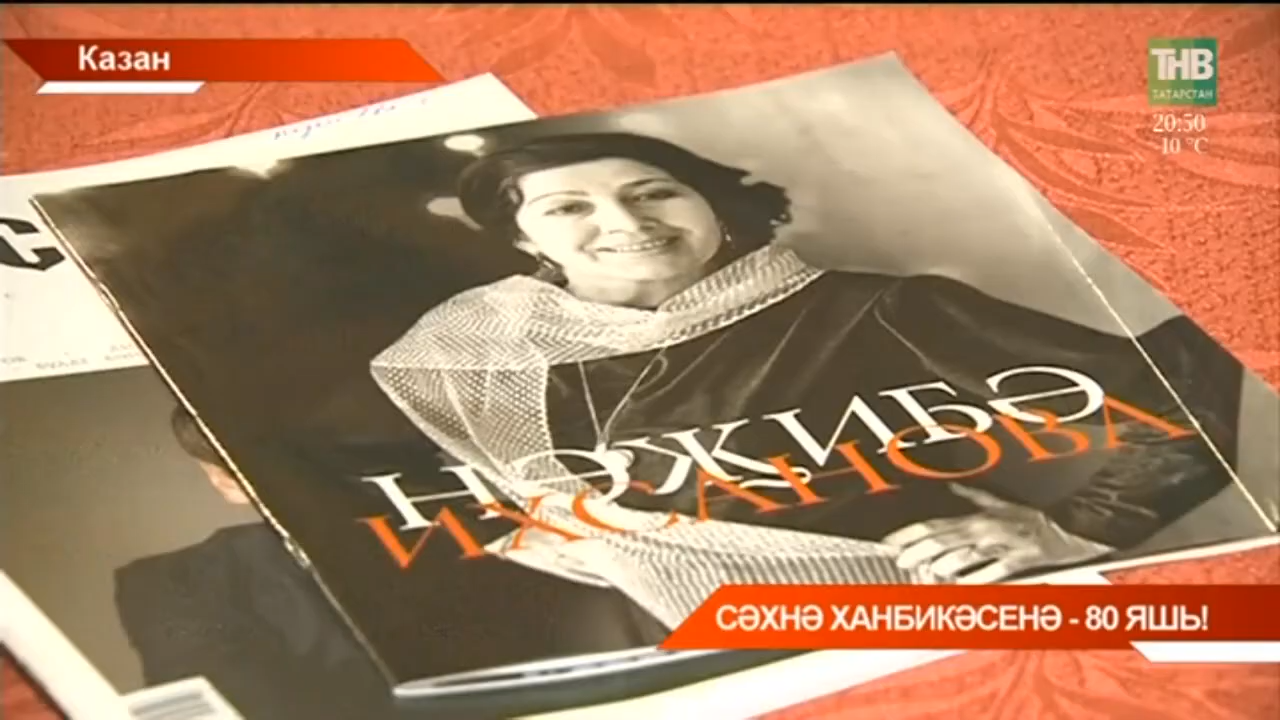 Казан
ТНВ
ТАТАРСТАН
20:50
10 °C
НӘҖИБӘ
ИХСАНОВА
СӘХНӘ ХАНБИКӘСЕНӘ - 80 ЯШЬ!